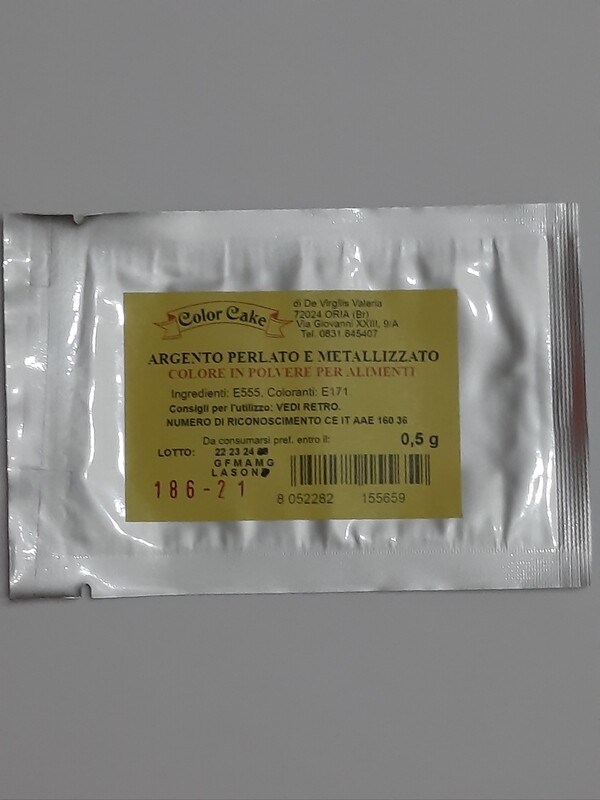 Color Cake
di De Virgilis Valeria
72024 ORIA (Br)
Via Giovanni XXIII, 9/A
Tel. 0831.845407
ARGENTO PERLATO E METALLIZZATO
COLORE IN POLVERE PER ALIMENTI
Ingredienti: E555, Coloranti: E171
Consigli per l'utilizzo: VEDI RETRO.
NUMERO DI RICONOSCIMENTO CE IT AAE 160 36
Da consumarsi pref. entro il:
0,5 g
LOTTO:
22 23 24
G F M A M G
L A S O N
186-21
8 052282 155659